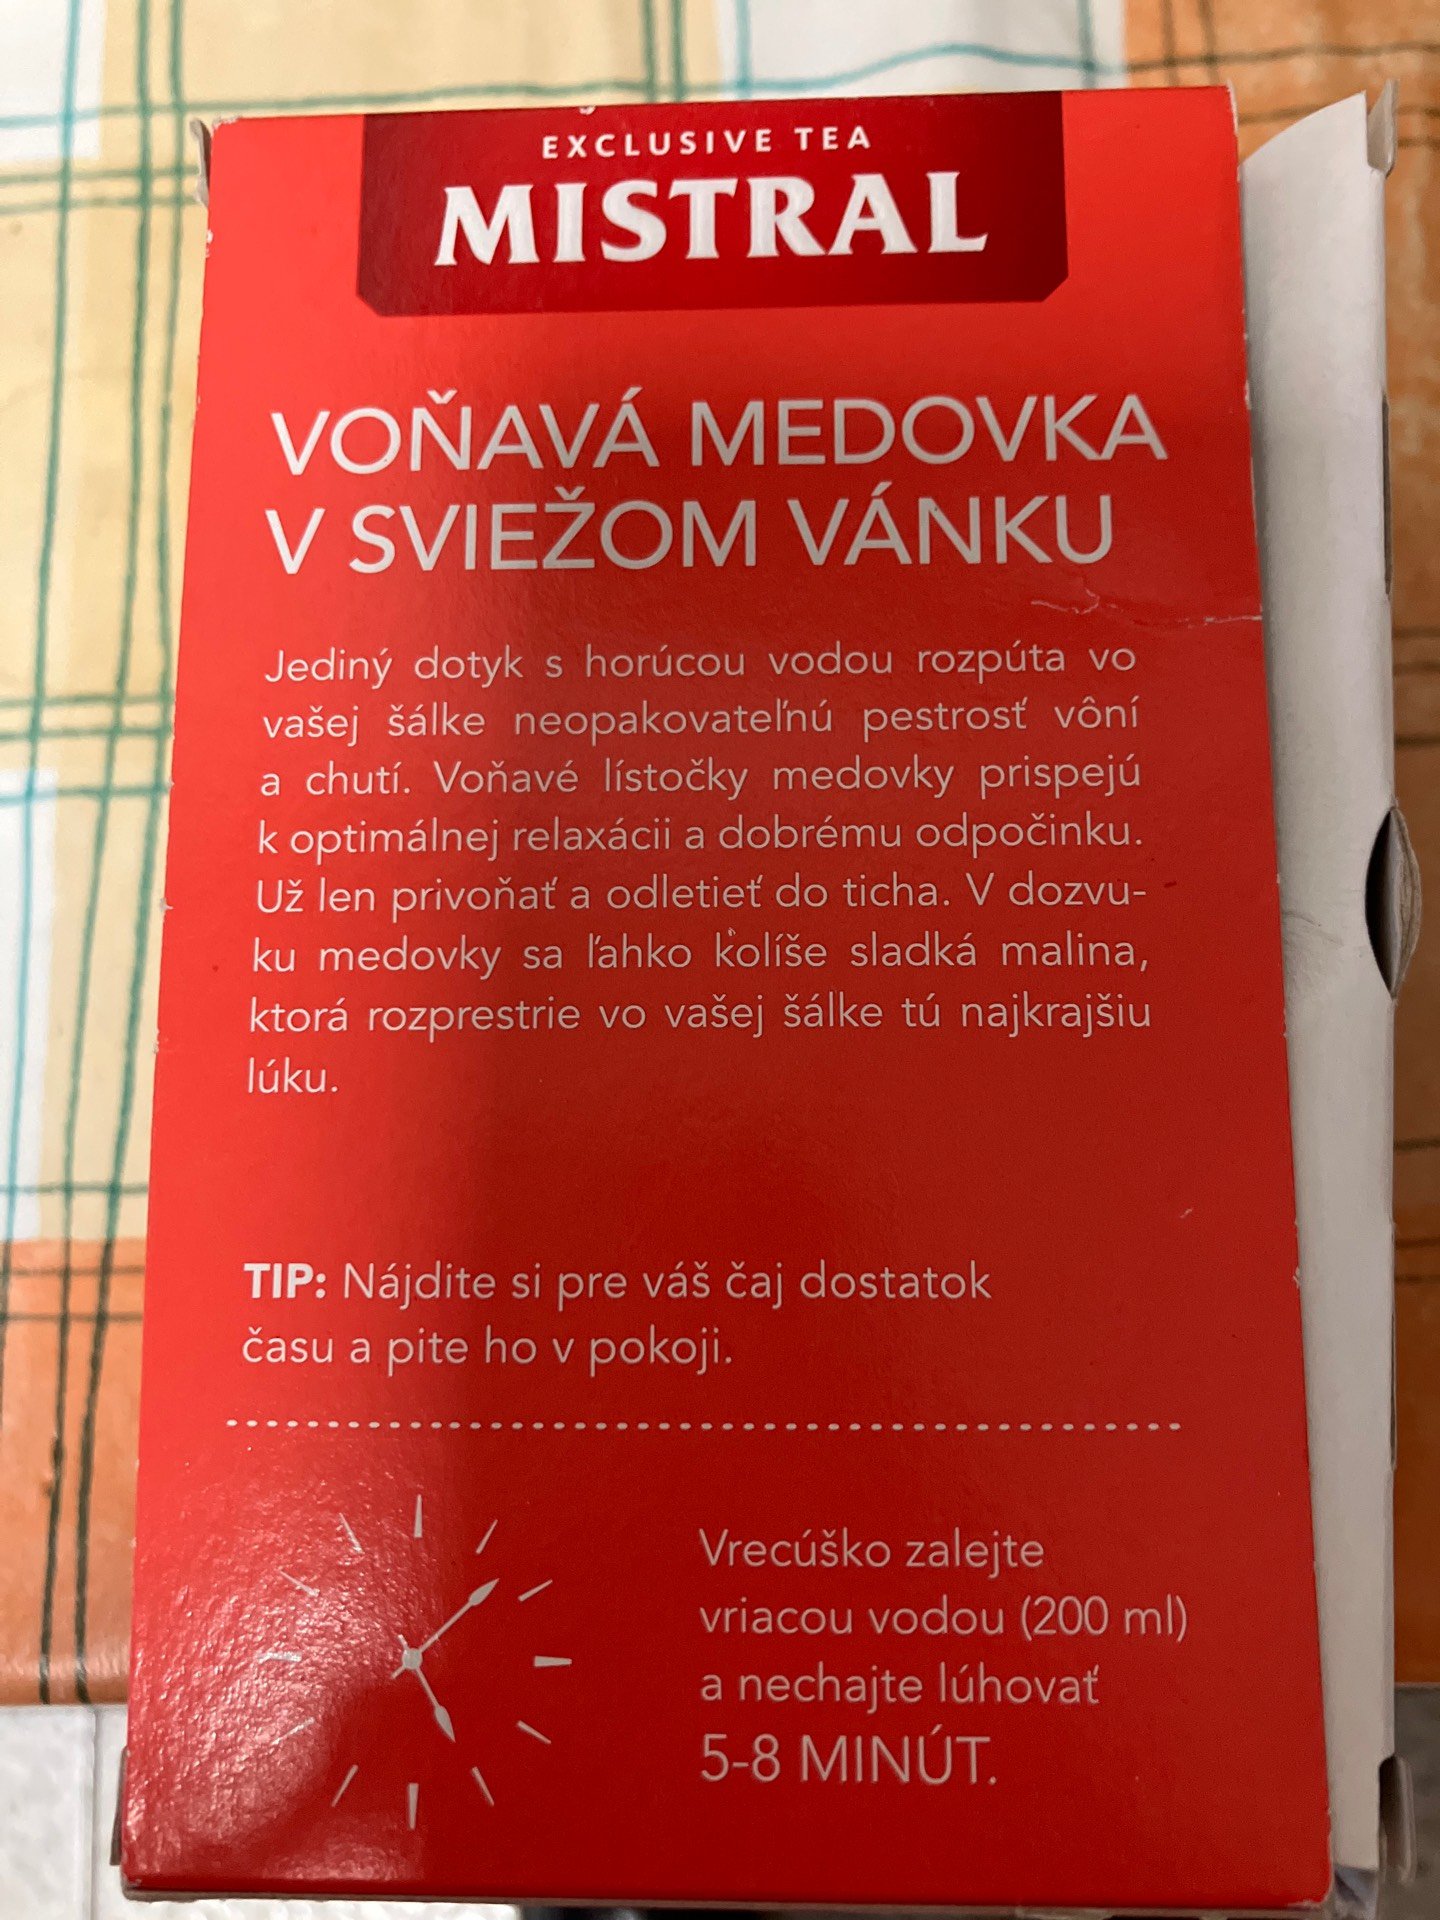 EXCLUSIVE TEA
MISTRAL
VOŇAVÁ MEDOVKA
V SVIEŽOM VÁNKU
Jediný dotyk s horúcou vodou rozpúta vo
vašej šálke neopakovateľnú pestrosť vôní
a chutí. Voňavé lístočky medovky prispejú
k optimálnej relaxácii a dobrému odpočinku.
Už len privoňať a odletieť do ticha. V dozvu-
ku medovky sa ľahko kolíše sladká malina,
ktorá rozprestrie vo vašej šálke tú najkrajšiu
lúku.
TIP: Nájdite si pre váš čaj dostatok
času a pite ho v pokoji.
Vrecúško zalejte
vriacou vodou (200 ml)
a nechajte lúhovať
5-8 MINÚT.